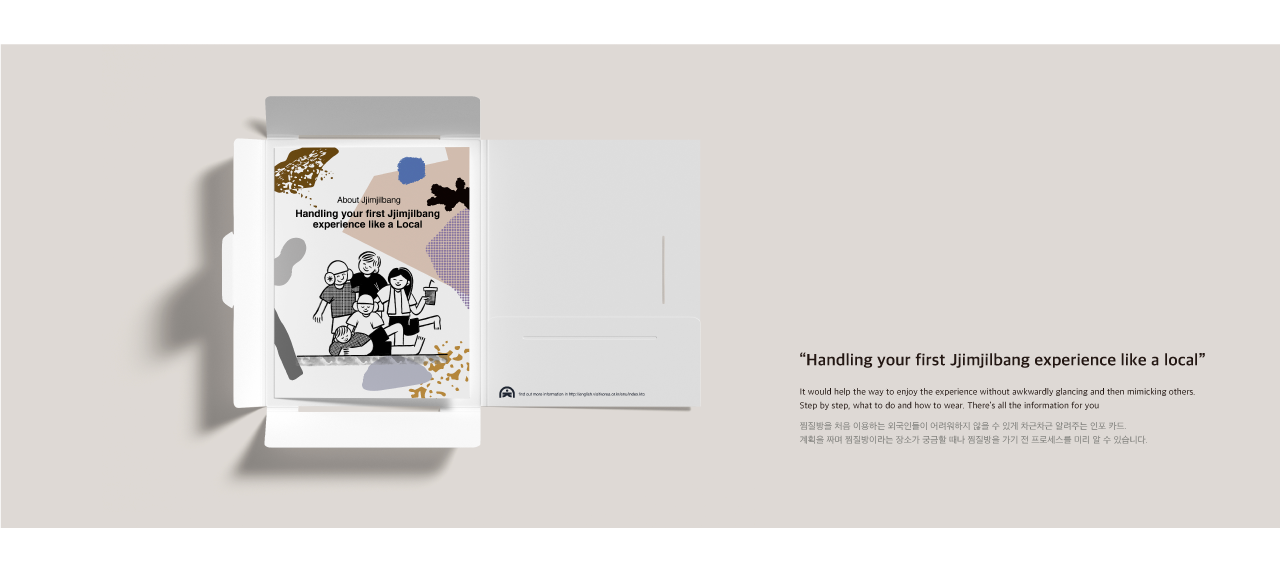 About Jjimjilbang
Handling your first Jjimjilbang
experience like a Local
find out more information in http://english.visitkorea.or.kr/enu/index.kto
“Handling your first Jjimjilbang experience like a local”
It would help the way to enjoy the experience without awkwardly glancing and then mimicking others.
Step by step, what to do and how to wear. There's all the information for you
찜질방을 처음 이용하는 외국인들이 어려워하지 않을 수 있게 차근차근 알려주는 인포 카드.
계획을 짜며 찜질방이라는 장소가 궁금할 때나 찜질방을 가기 전 프로세스를 미리 알 수 있습니다.